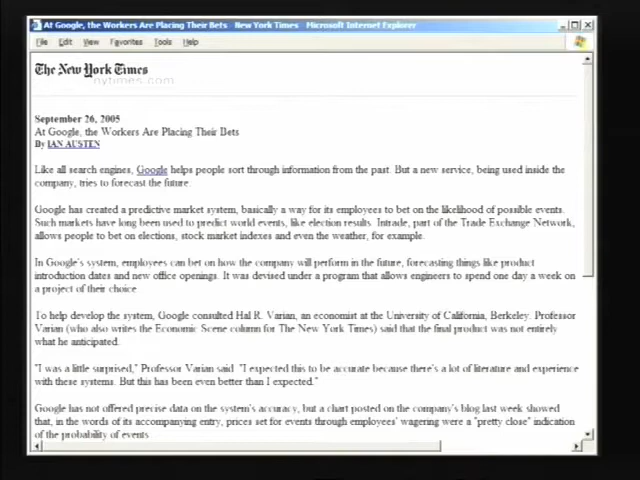 At Google, the Workers Are Placing Their Bets - New York Times - Microsoft Internet Explorer
File Edit View Favorites Tools Help
The New York Times
nytimes.com
September 26, 2005
At Google, the Workers Are Placing Their Bets
By IAN AUSTEN
Like all search engines, Google helps people sort through information from the past. But a new service, being used inside the
company, tries to forecast the future.
Google has created a predictive market system, basically a way for its employees to bet on the likelihood of possible events.
Such markets have long been used to predict world events, like election results. Intrade, part of the Trade Exchange Network,
allows people to bet on elections, stock market indexes and even the weather, for example.
In Google's system, employees can bet on how the company will perform in the future, forecasting things like product
introduction dates and new office openings. It was devised under a program that allows engineers to spend one day a week on
a project of their choice.
To help develop the system, Google consulted Hal R. Varian, an economist at the University of California, Berkeley. Professor
Varian (who also writes the Economic Scene column for The New York Times) said that the final product was not entirely
what he anticipated.
"I was a little surprised," Professor Varian said. "I expected this to be accurate because there's a lot of literature and experience
with these systems. But this has been even better than I expected."
Google has not offered precise data on the system's accuracy, but a chart posted on the company's blog last week showed
that, in the words of its accompanying entry, prices set for events through employees' wagering were a "pretty close" indication
of the probability of events.